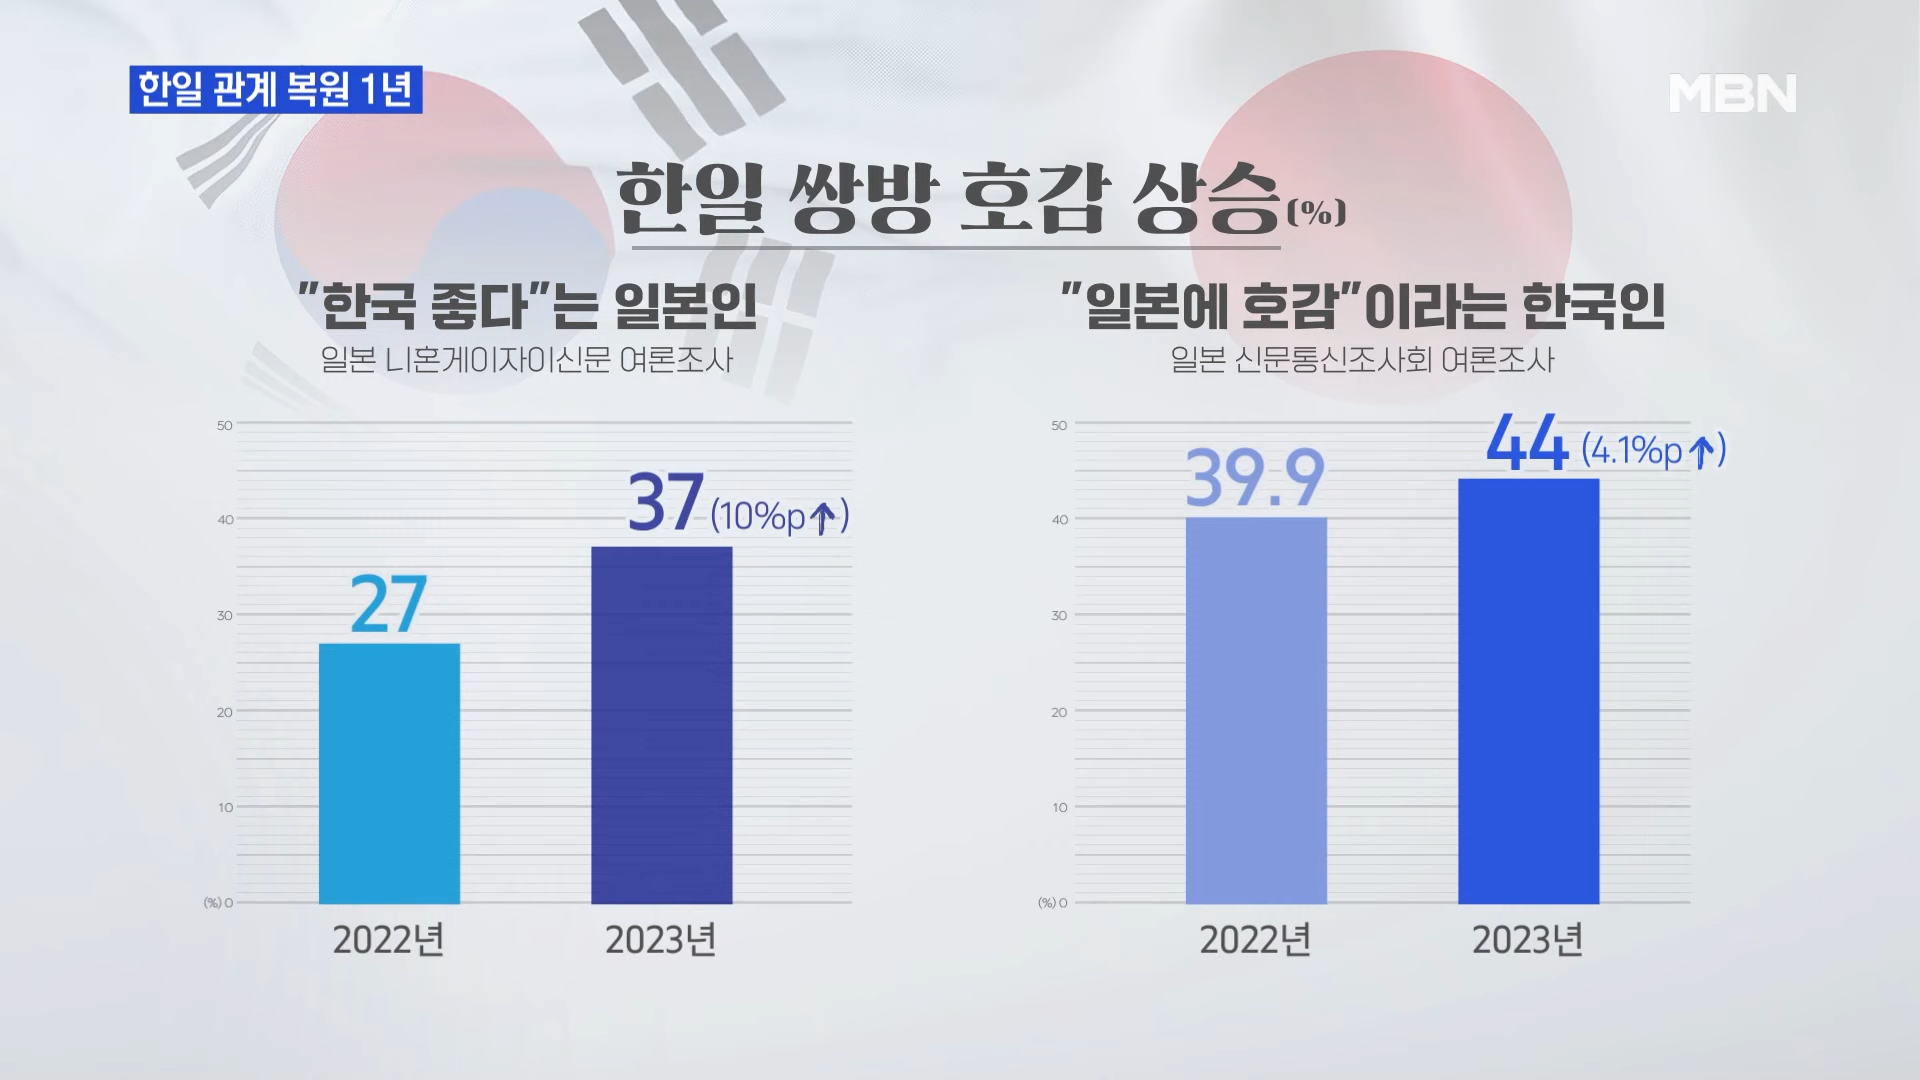 한일 관계 복원 1년
MBN
한일 쌍방 호감 상승(%)
"한국 좋다"는 일본인
일본 니혼게이자이신문 여론조사
50
40
30
20
10
(%) 0
27
37 (10%p↑)
2022년
2023년
"일본에 호감"이라는 한국인
일본 신문통신조사회 여론조사
50
40
30
20
10
(%) 0
39.9
44 (4.1%p↑)
2022년
2023년